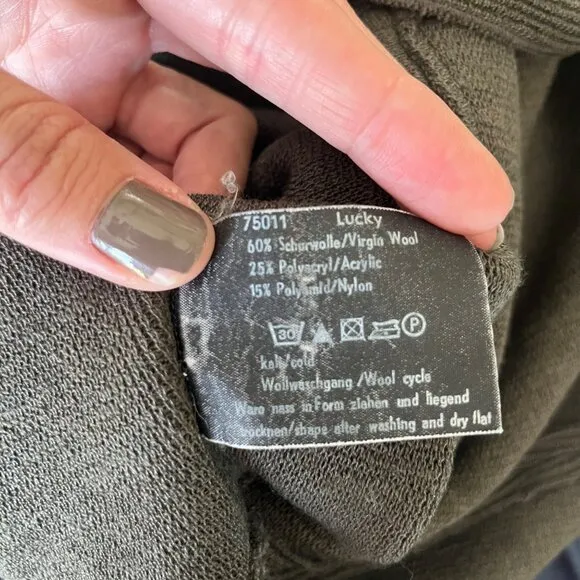 75011 Lucky
60% Schurwolle/Virgin Wool
25% Polyacryl/Acrylic
15% Polyamid/Nylon
30 P
kalt/cold
Wollwaschgang /Wool cycle
Ware nass in Form ziehen und liegend
trocknen/shape after washing and dry flat